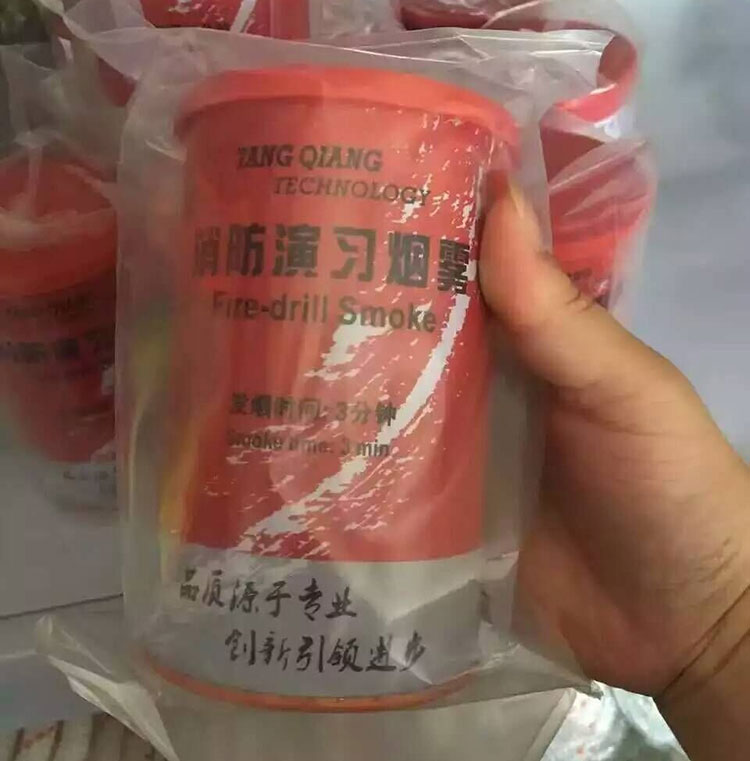 TANG QIANG
TECHNOLOGY
消防演习烟雾
Fire-drill Smoke
发烟时间: 3分钟
Smoke time: 3 min
品质源于专业
创新引领进步